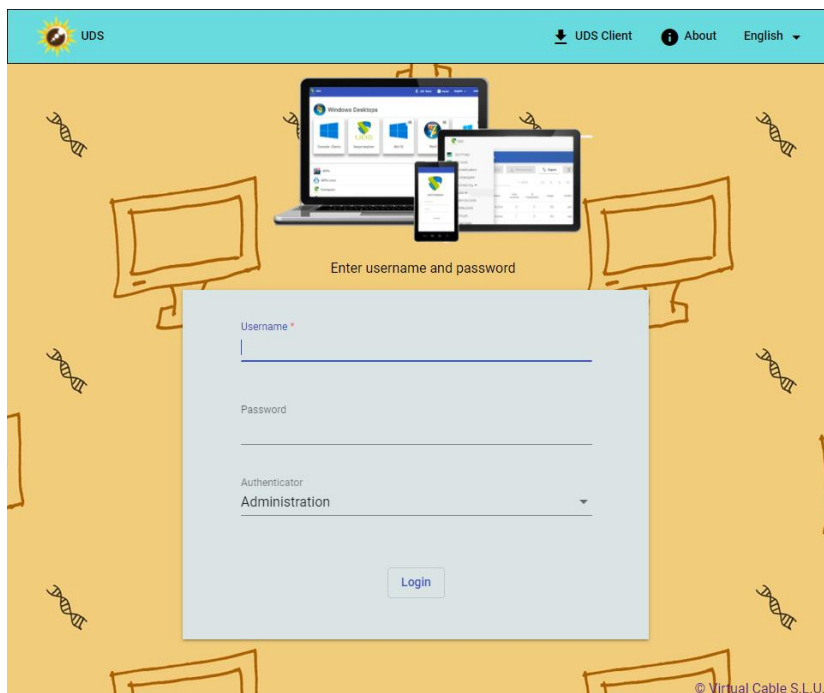 UDS
UDS Client
About
English
Windows Desktops
Enter username and password
Username *
Password
Authenticator
Administration
Login
© Virtual Cable S.L.U.